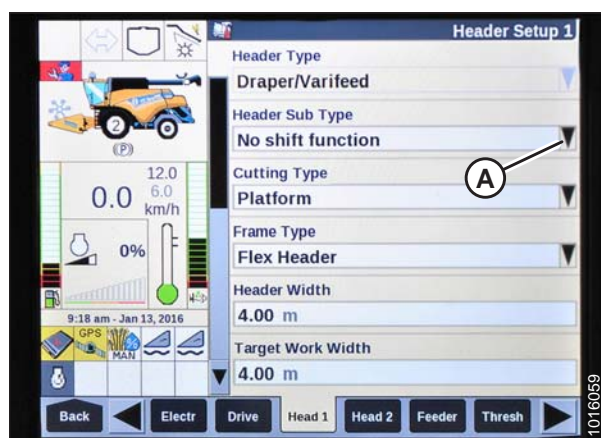 Header Setup 1
Header Type
Draper/Varifeed
Header Sub Type
No shift function
A
Cutting Type
Platform
Frame Type
Flex Header
Header Width
4.00 m
Target Work Width
4.00 m
2
(P)
12.0
0.0
6.0
km/h
0%
9:18 am - Jan 13, 2016
GPS
%
MAN
Back
Electr
Drive
Head 1
Head 2
Feeder
Thresh
1016059